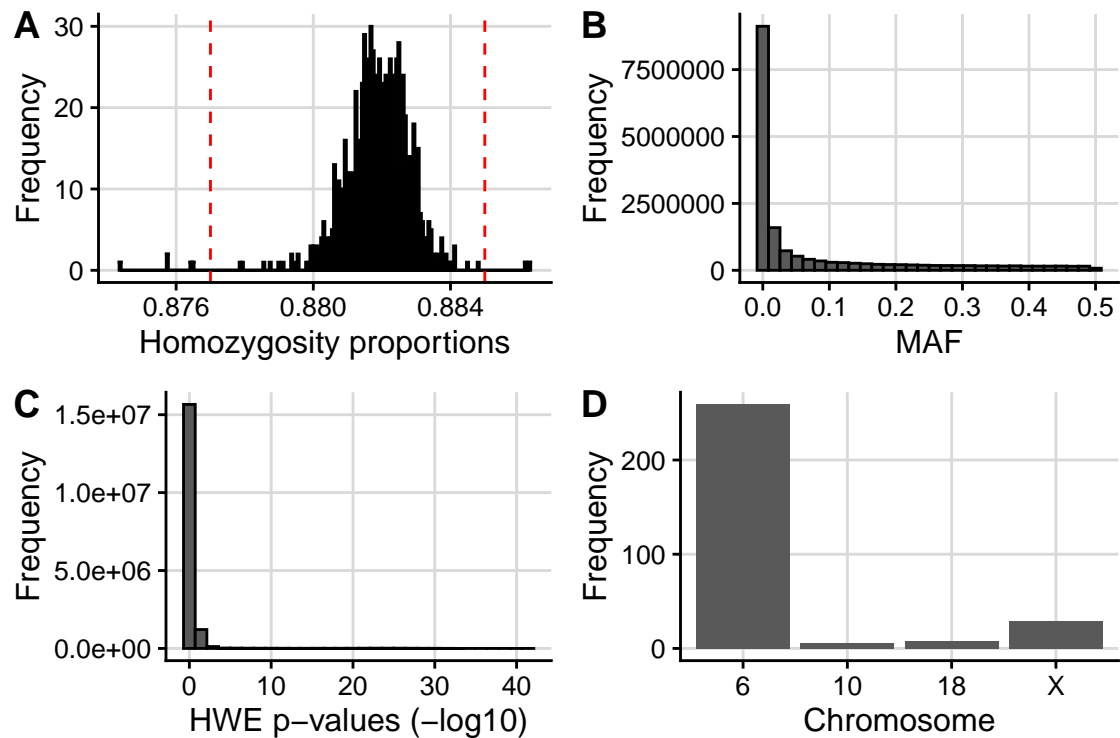 A
Frequency
30
20
10
0
0.876 0.880 0.884
Homozygosity proportions
B
Frequency
7500000
5000000
2500000
0
0.0 0.1 0.2 0.3 0.4 0.5
MAF
C
Frequency
1.5e+07
1.0e+07
5.0e+06
0.0e+00
0 10 20 30 40
HWE p−values (−log10)
D
Frequency
200
100
0
6 10 18 X
Chromosome